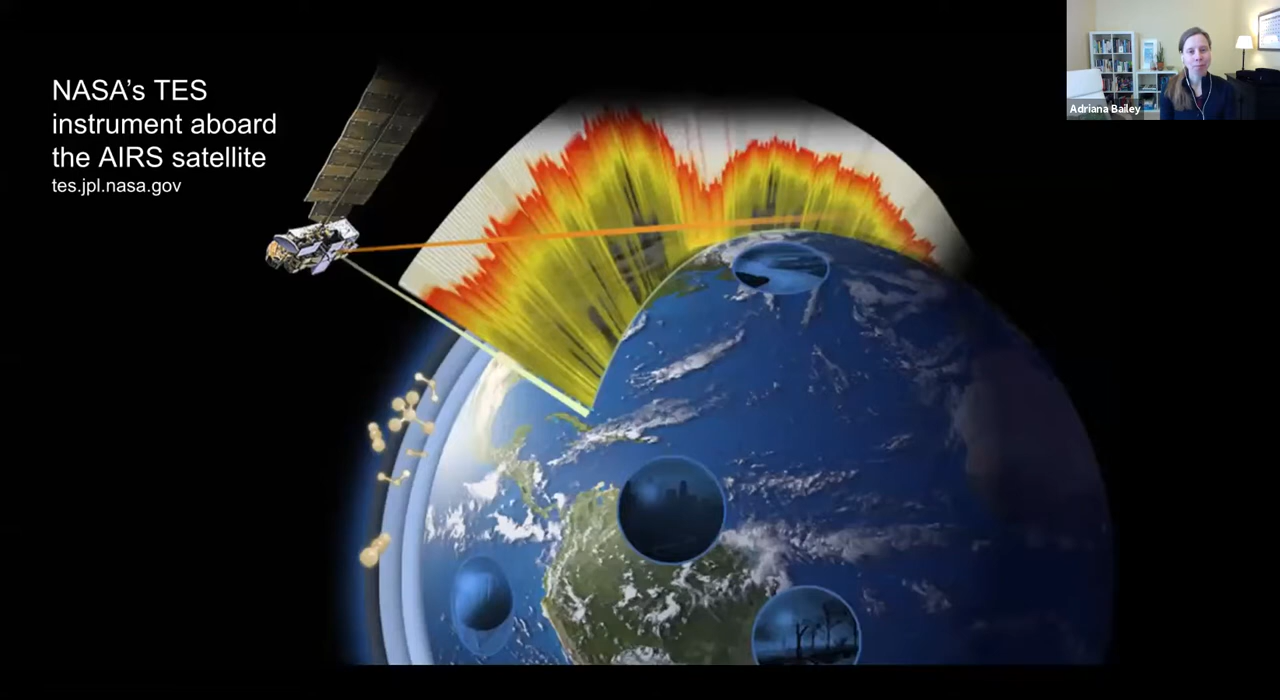 NASA's TES
instrument aboard
the AIRS satellite
tes.jpl.nasa.gov
Adriana Bailey